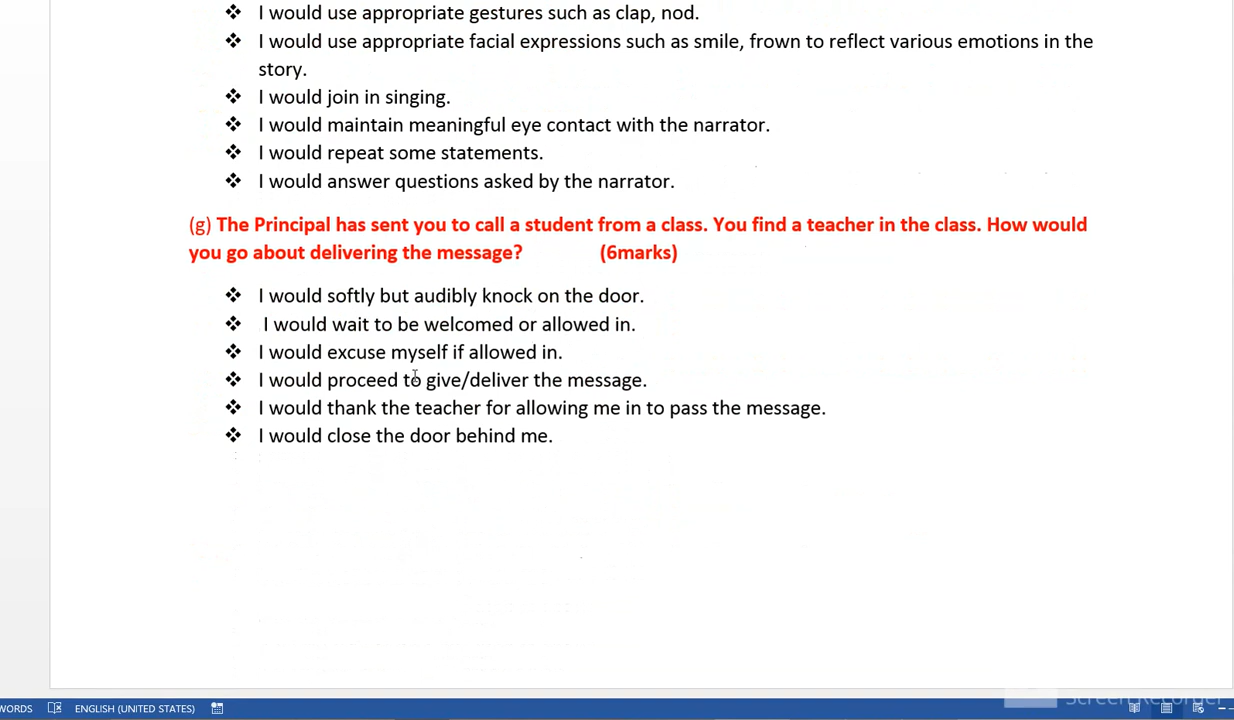 ❖ I would use appropriate gestures such as clap, nod.
❖ I would use appropriate facial expressions such as smile, frown to reflect various emotions in the
story.
❖ I would join in singing.
❖ I would maintain meaningful eye contact with the narrator.
❖ I would repeat some statements.
❖ I would answer questions asked by the narrator.
(g) The Principal has sent you to call a student from a class. You find a teacher in the class. How would
you go about delivering the message? (6marks)
❖ I would softly but audibly knock on the door.
❖ I would wait to be welcomed or allowed in.
❖ I would excuse myself if allowed in.
❖ I would proceed to give/deliver the message.
❖ I would thank the teacher for allowing me in to pass the message.
❖ I would close the door behind me.
WORDS ENGLISH (UNITED STATES)